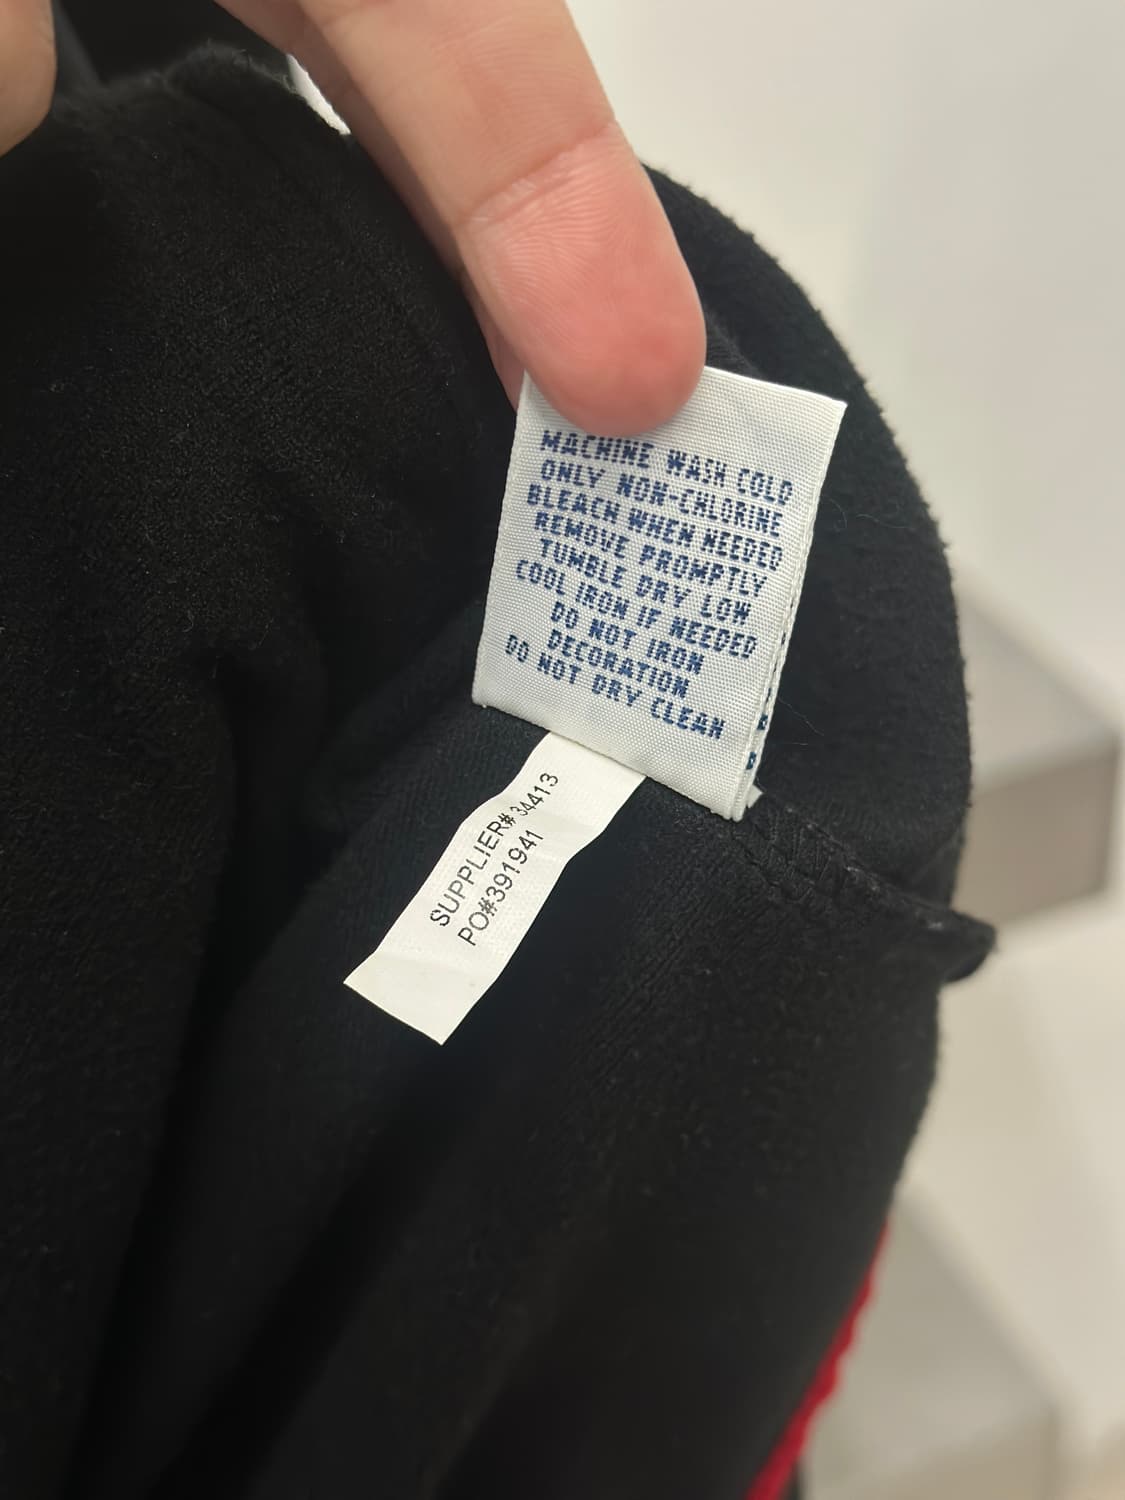 MACHINE WASH COLD
ONLY NON-CHLORINE
BLEACH WHEN NEEDED
REMOVE PROMPTLY
TUMBLE DRY LOW
COOL IRON IF NEEDED
DO NOT IRON
DECORATION
DO NOT DRY CLEAN
SUPPLIER# 34413
PO#391941